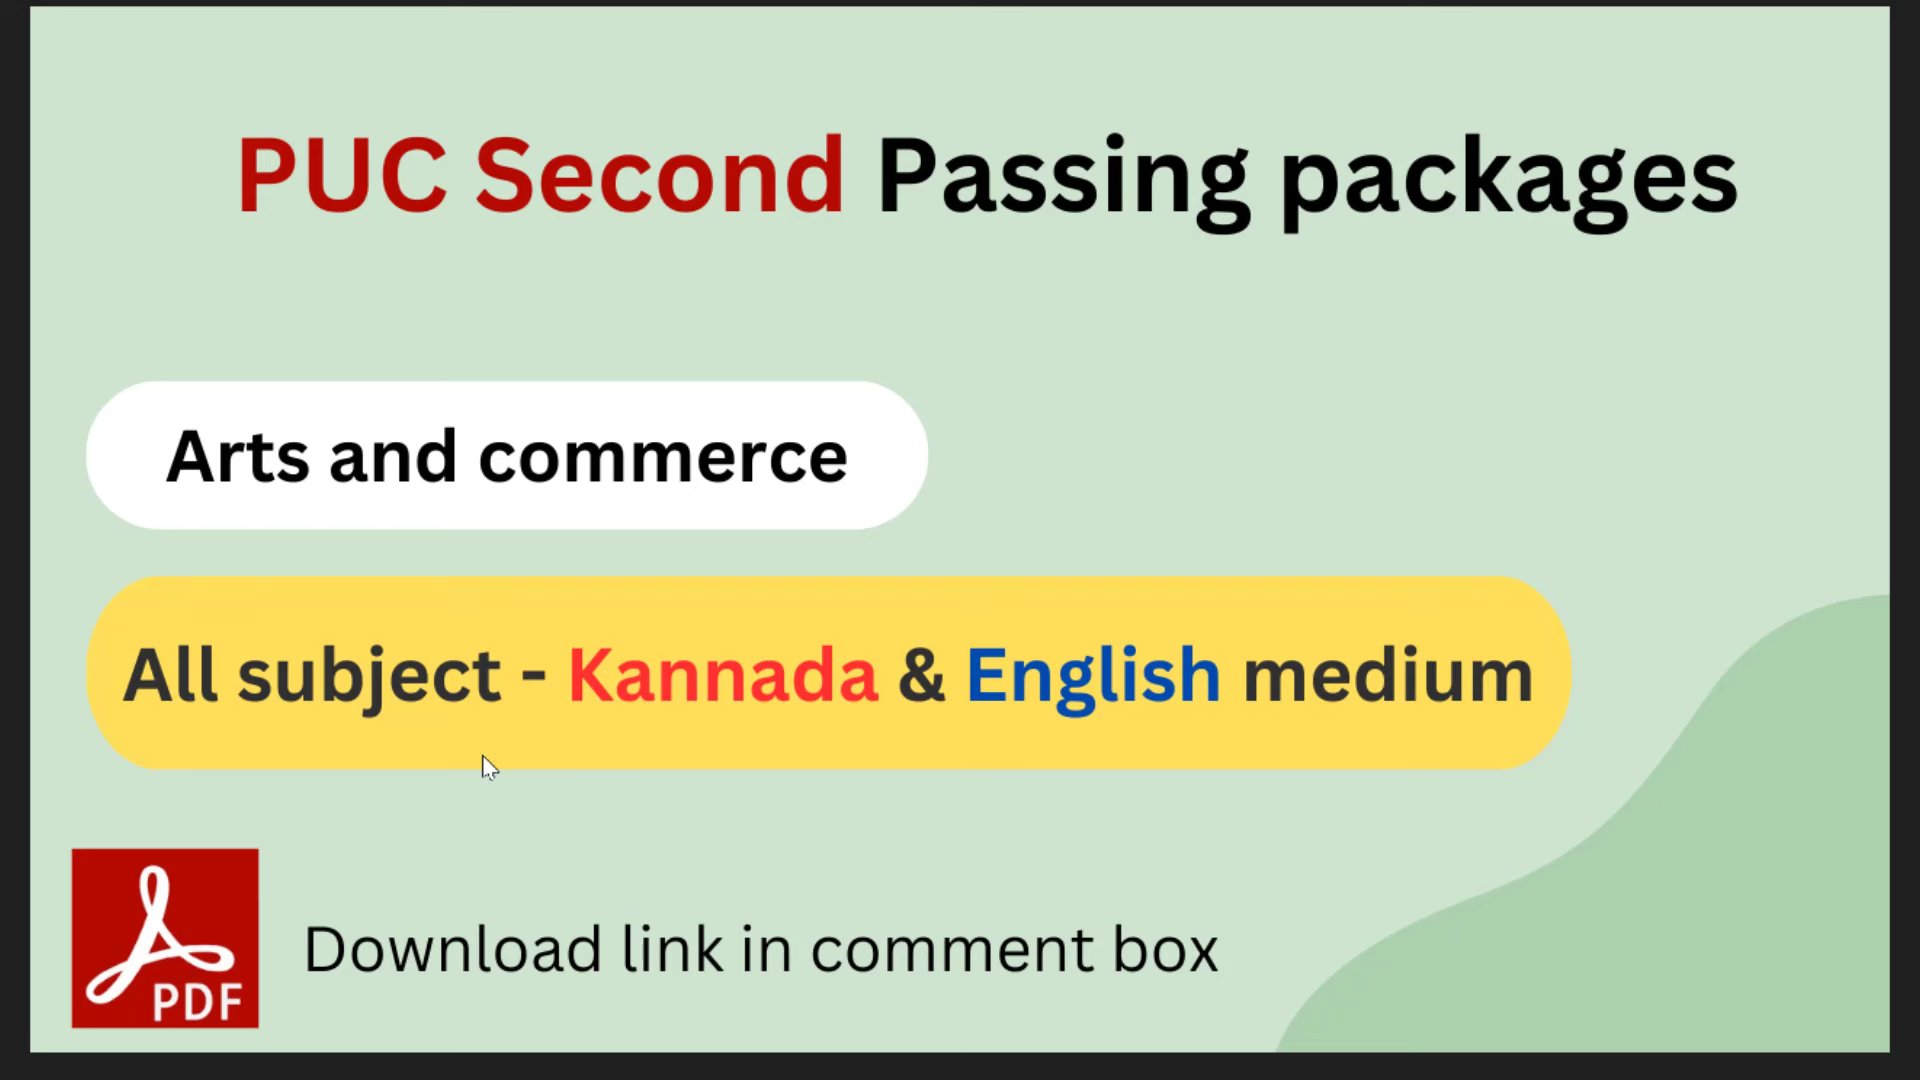 PUC Second Passing packages
Arts and commerce
All subject - Kannada & English medium
PDF
Download link in comment box